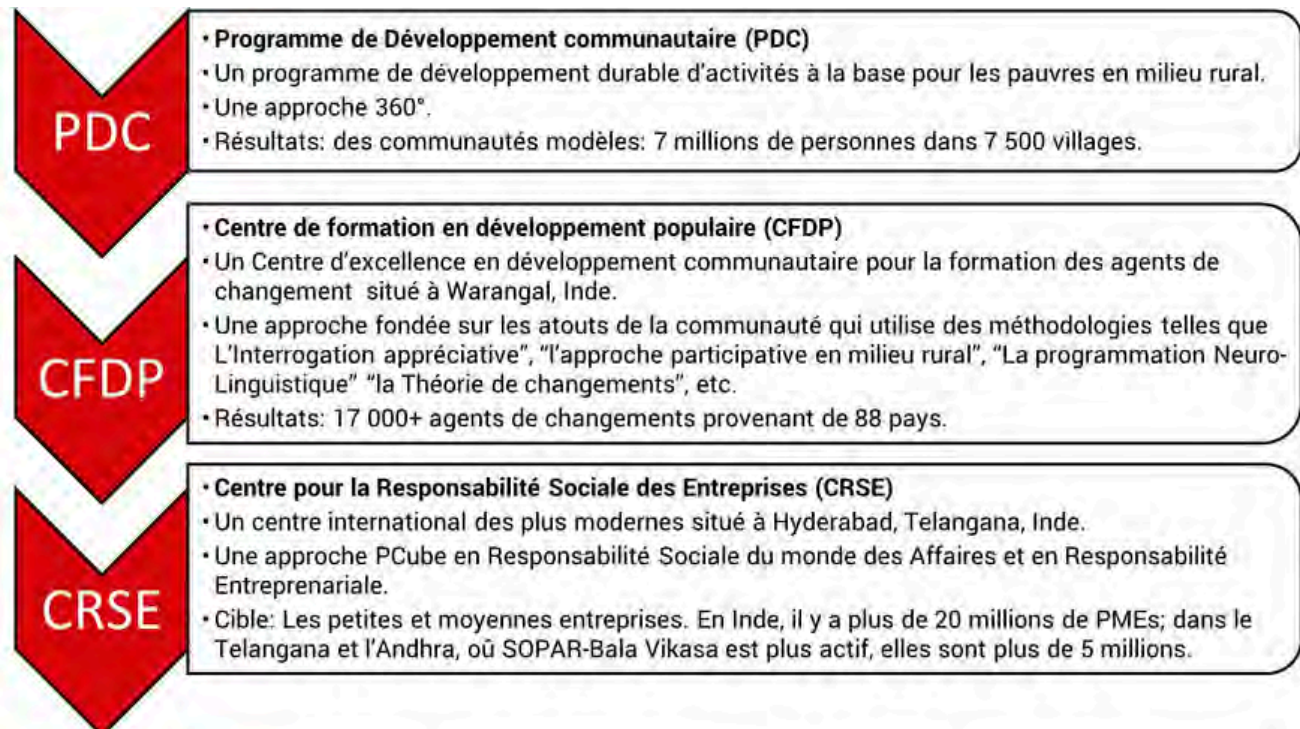 PDC
· Programme de Développement communautaire (PDC)
· Un programme de développement durable d'activités à la base pour les pauvres en milieu rural.
· Une approche 360°.
· Résultats: des communautés modèles: 7 millions de personnes dans 7 500 villages.
CFDP
· Centre de formation en développement populaire (CFDP)
· Un Centre d'excellence en développement communautaire pour la formation des agents de
changement situé à Warangal, Inde.
· Une approche fondée sur les atouts de la communauté qui utilise des méthodologies telles que
L'Interrogation appréciative”, “l'approche participative en milieu rural”, “La programmation Neuro-
Linguistique” “la Théorie de changements”, etc.
· Résultats: 17 000+ agents de changements provenant de 88 pays.
CRSE
· Centre pour la Responsabilité Sociale des Entreprises (CRSE)
· Un centre international des plus modernes situé à Hyderabad, Telangana, Inde.
· Une approche PCube en Responsabilité Sociale du monde des Affaires et en Responsabilité
Entreprenariale.
· Cible: Les petites et moyennes entreprises. En Inde, il y a plus de 20 millions de PMEs; dans le
Telangana et l'Andhra, oû SOPAR-Bala Vikasa est plus actif, elles sont plus de 5 millions.